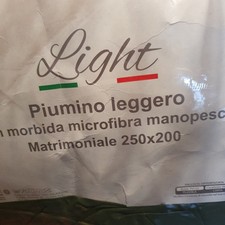 Light
Piumino leggero
morbida microfibra manopesc
Matrimoniale 250x200